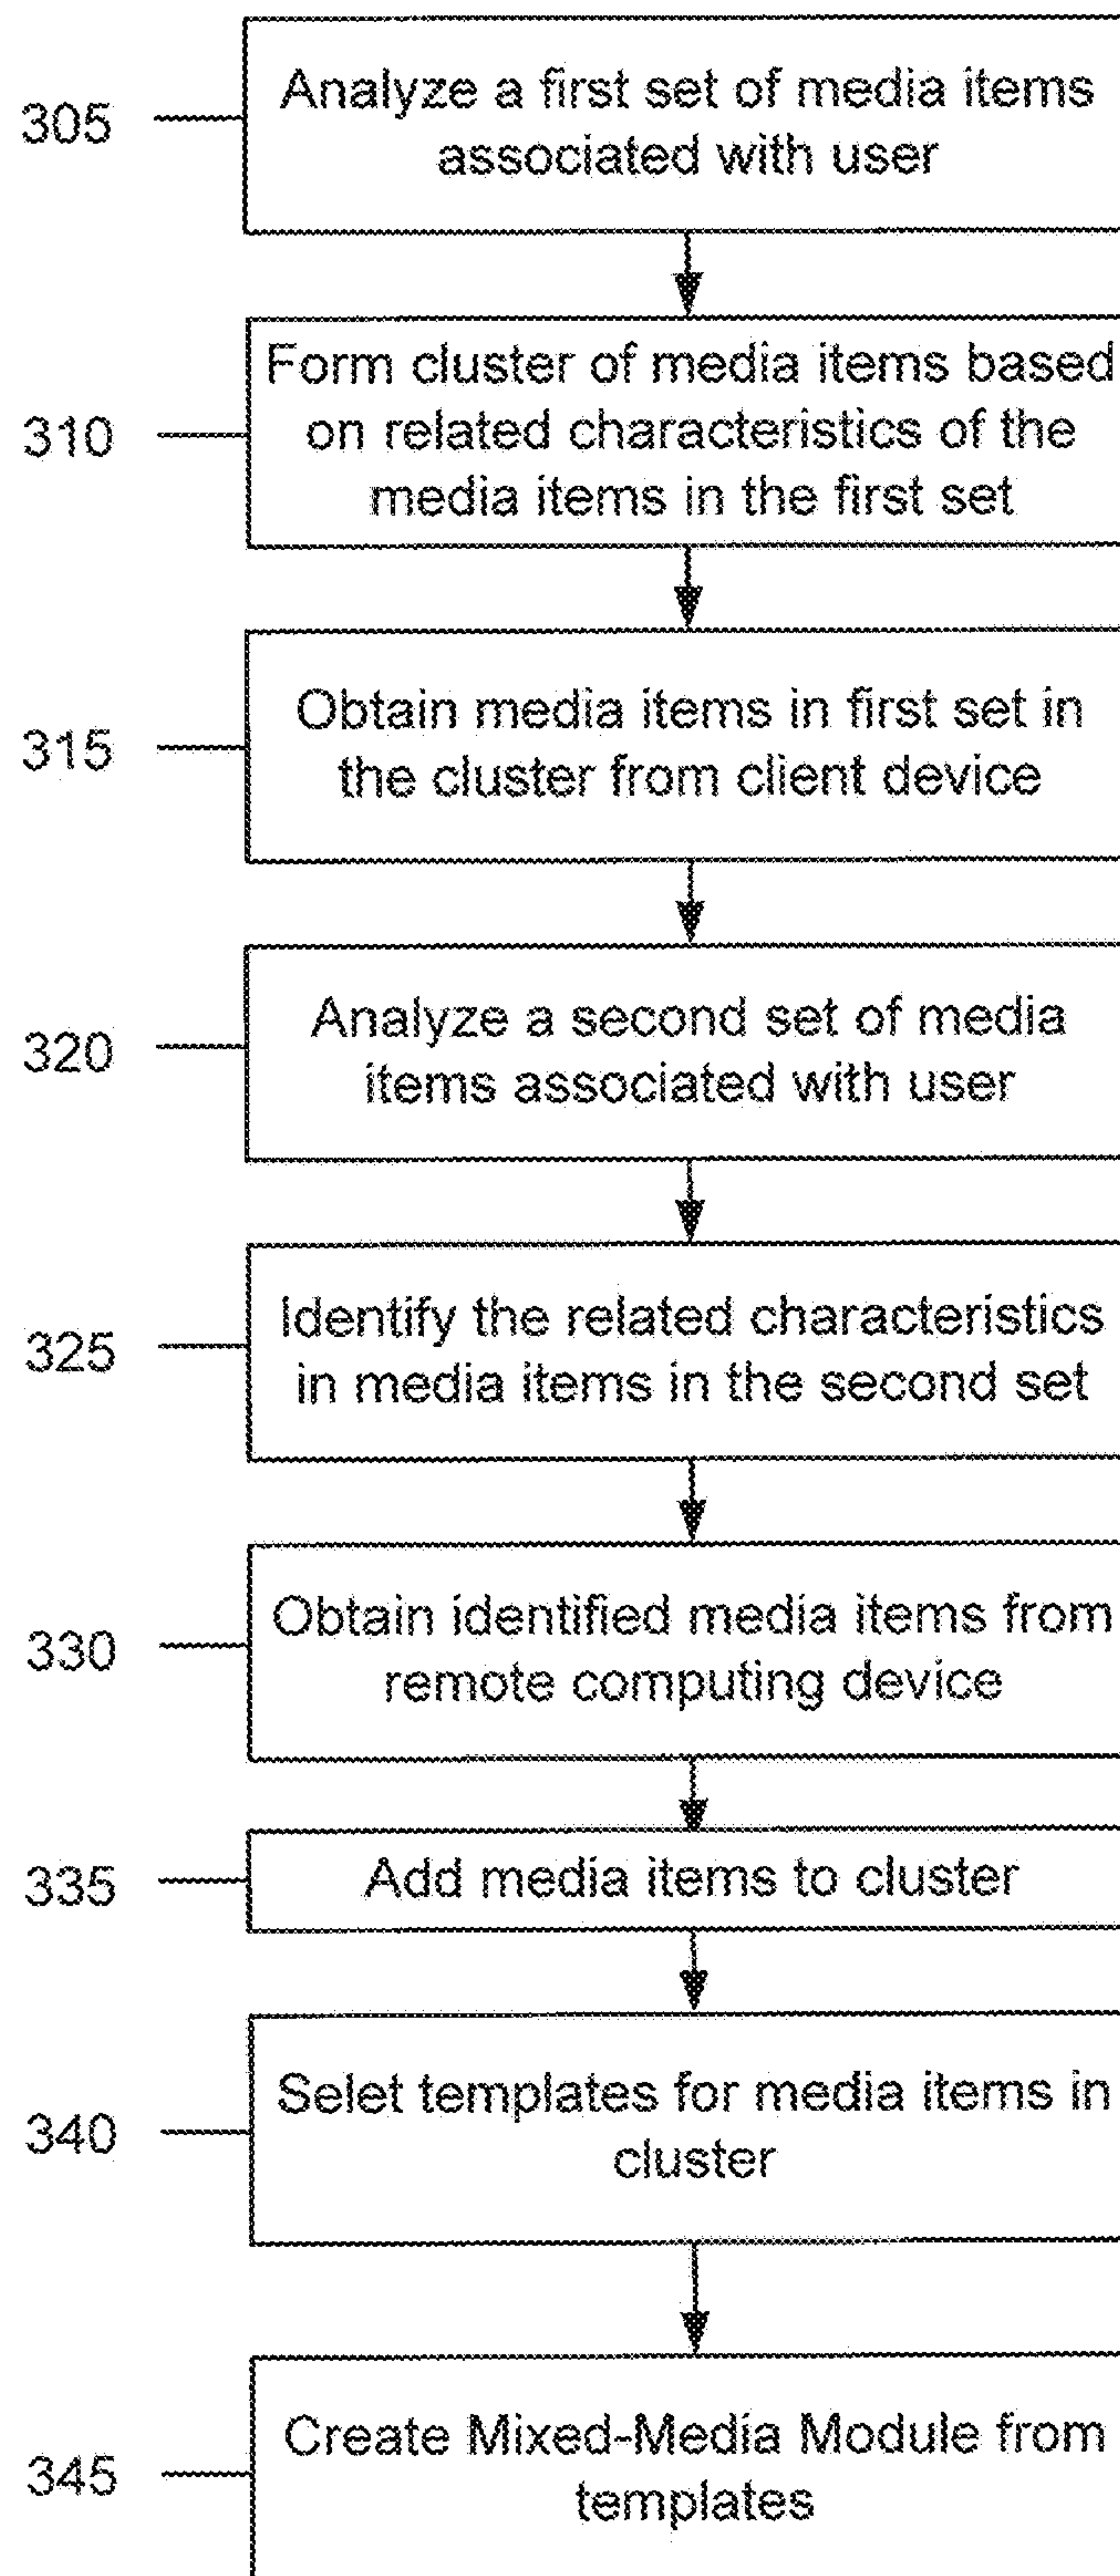 305
Analyze a first set of media items
associated with user
310
Form cluster of media items based
on related characteristics of the
media items in the first set
315
Obtain media items in first set in
the cluster from client device
320
Analyze a second set of media
items associated with user
325
Identify the related characteristics
in media items in the second set
330
Obtain identified media items from
remote computing device
335
Add media items to cluster
340
Selet templates for media items in
cluster
345
Create Mixed-Media Module from
templates